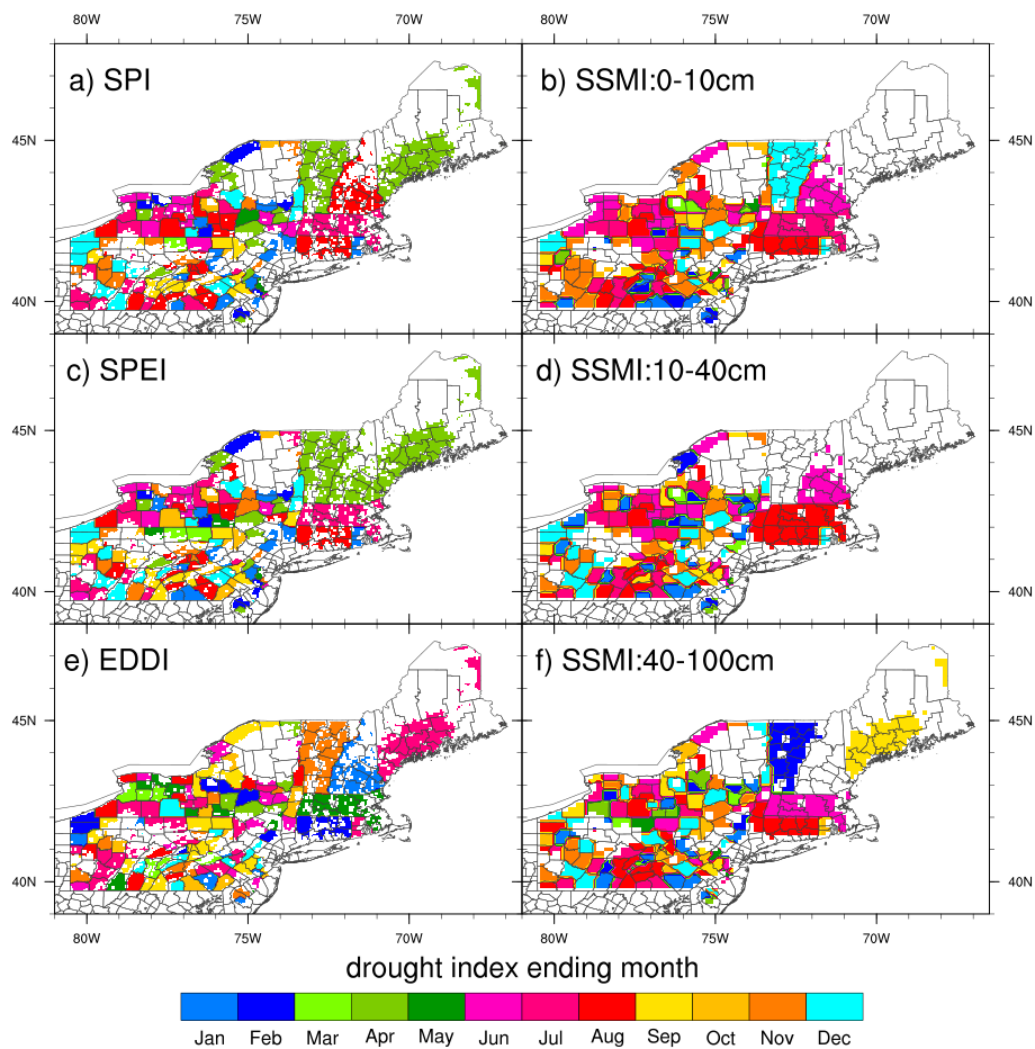 80W 75W 70W 80W 75W 70W
a) SPI b) SSMI:0-10cm
45N 45N
40N 40N
c) SPEI d) SSMI:10-40cm
45N 45N
40N 40N
e) EDDI f) SSMI:40-100cm
45N 45N
40N 40N
80W 75W 70W 80W 75W 70W
drought index ending month
Jan Feb Mar Apr May Jun Jul Aug Sep Oct Nov Dec